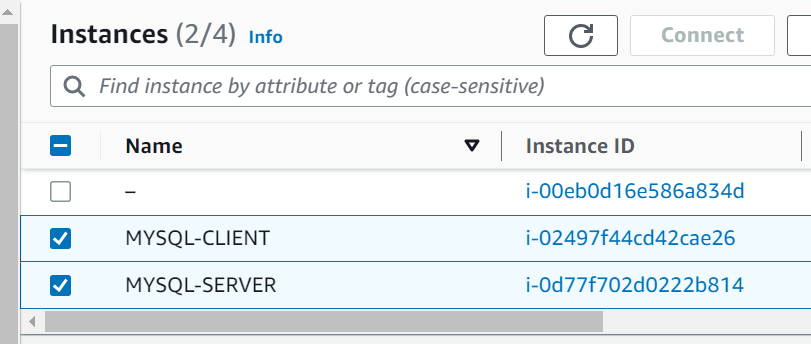 Instances (2/4) Info
Connect
Find instance by attribute or tag (case-sensitive)
Name Instance ID
– i-00eb0d16e586a834d
MYSQL-CLIENT i-02497f44cd42cae26
MYSQL-SERVER i-0d77f702d0222b814